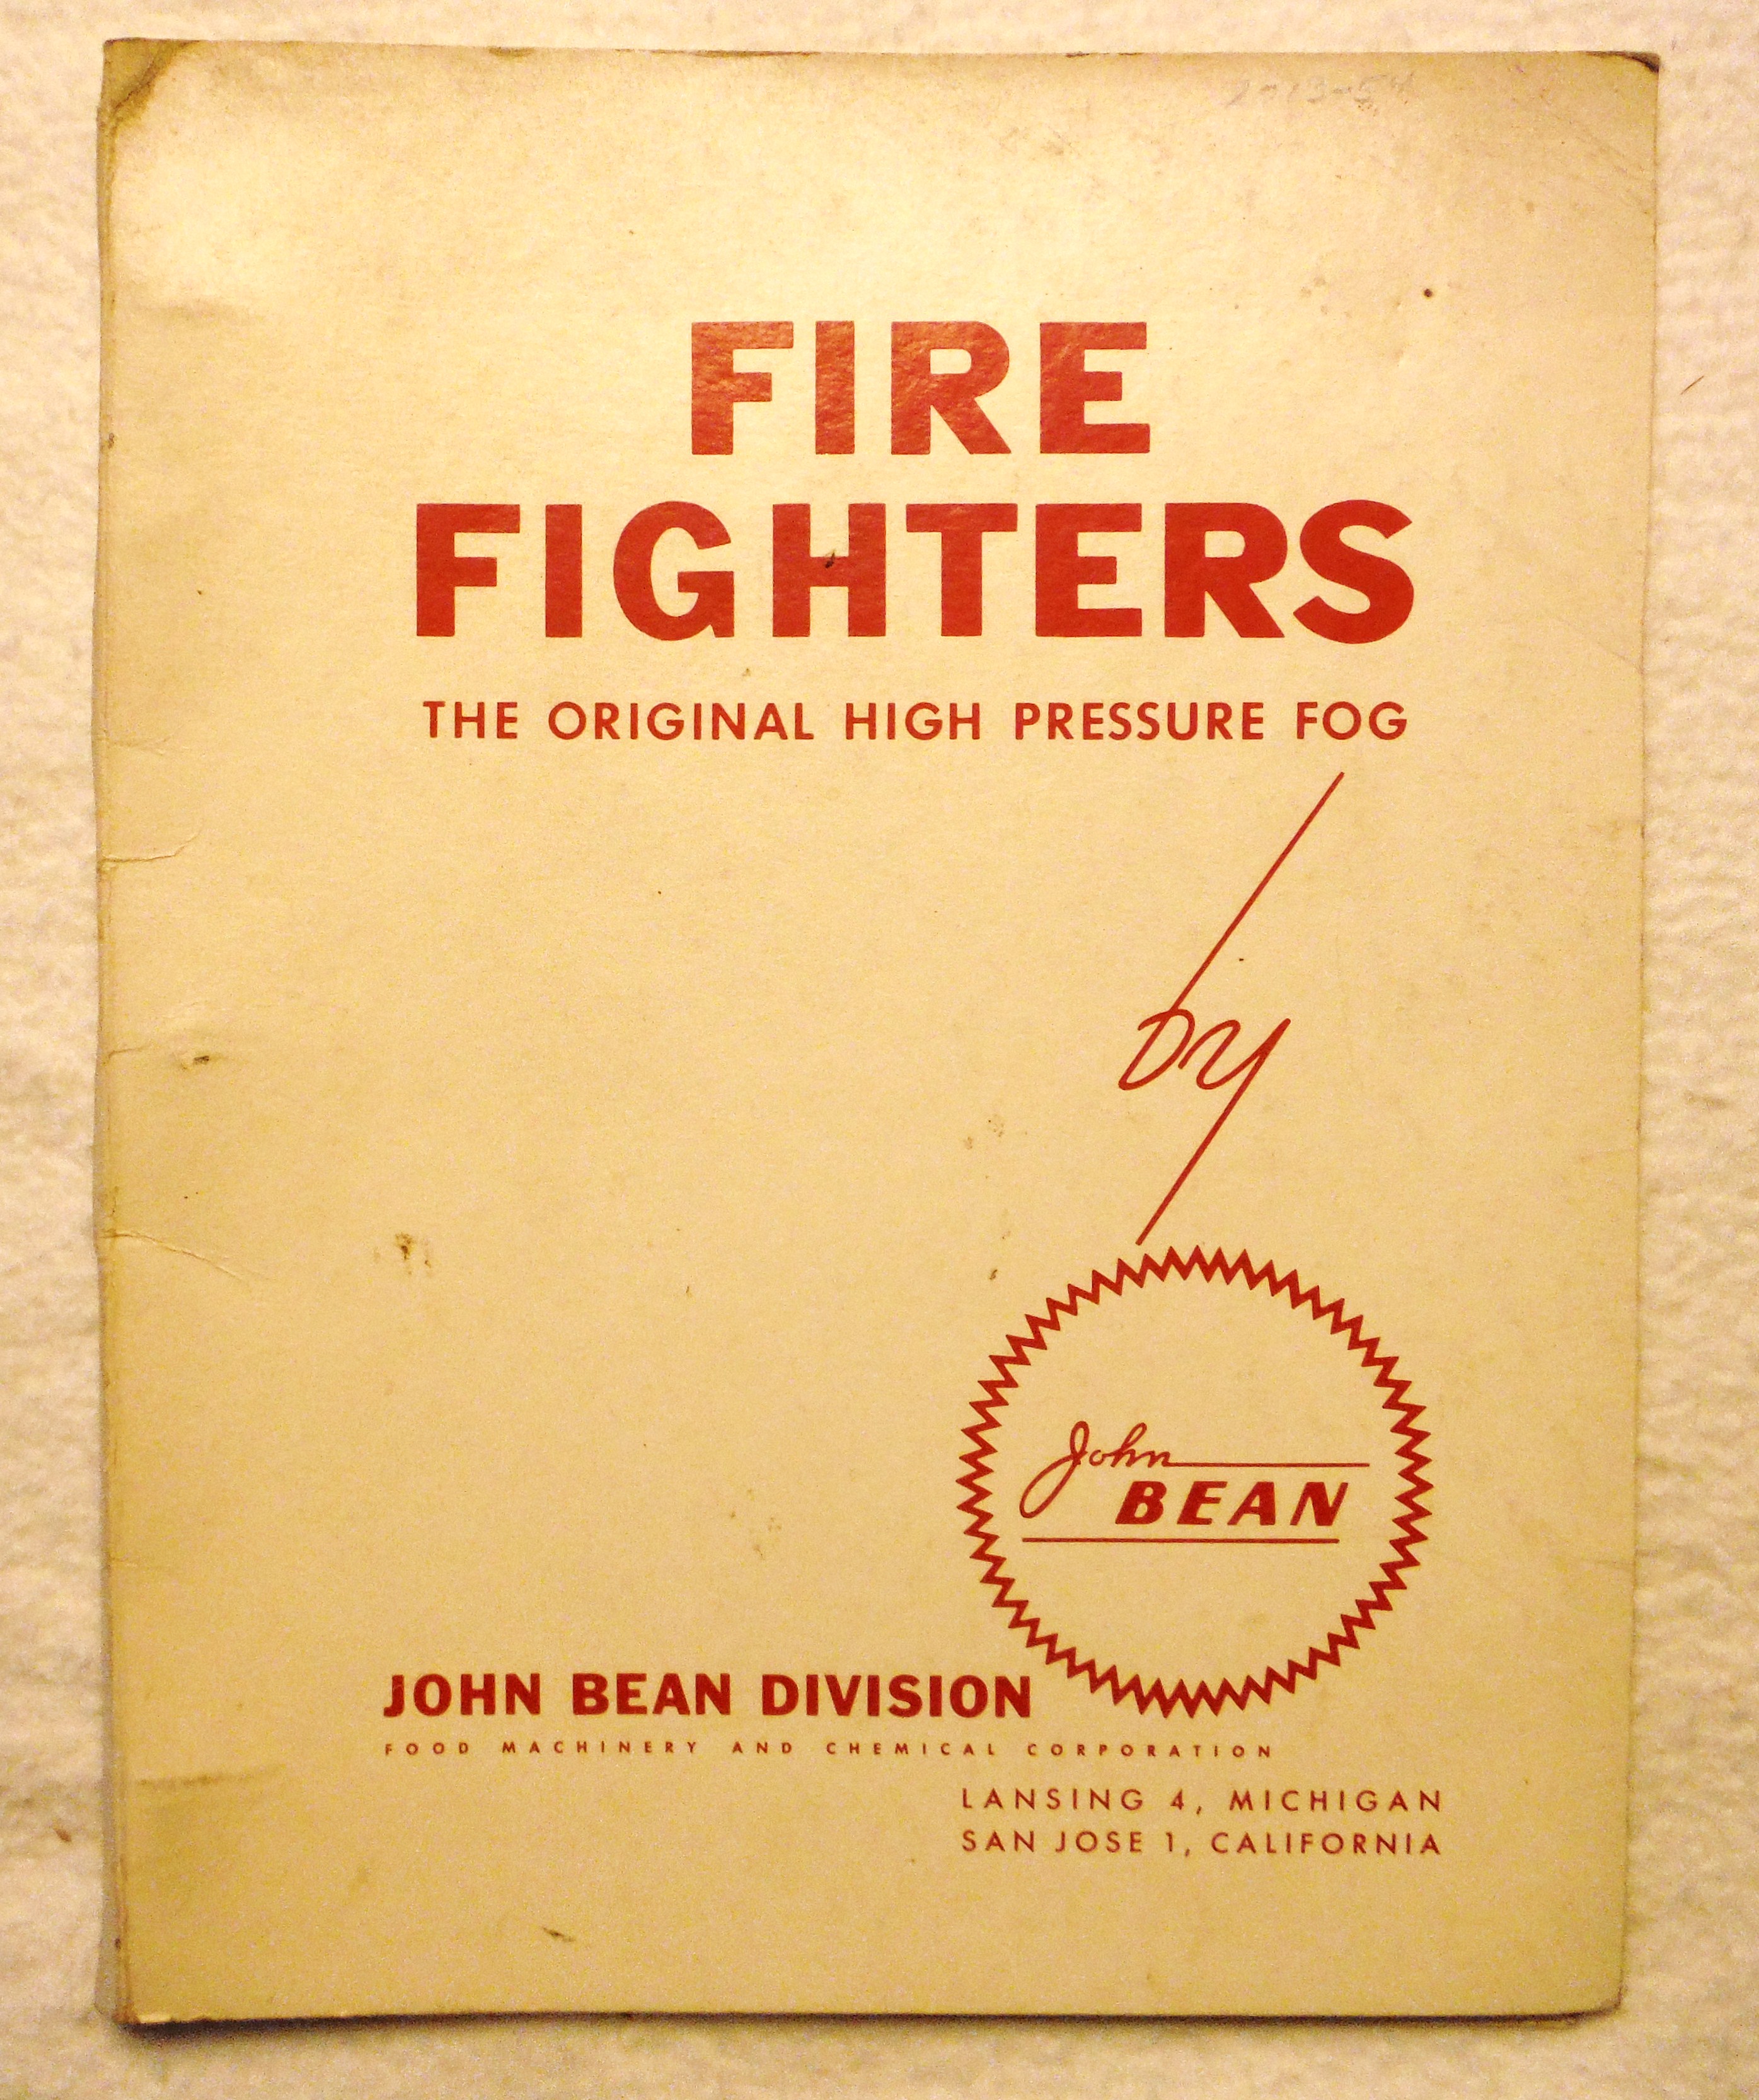 FIRE
FIGHTERS
THE ORIGINAL HIGH PRESSURE FOG
by
John
BEAN
JOHN BEAN DIVISION
FOOD MACHINERY AND CHEMICAL CORPORATION
LANSING 4, MICHIGAN
SAN JOSE 1, CALIFORNIA